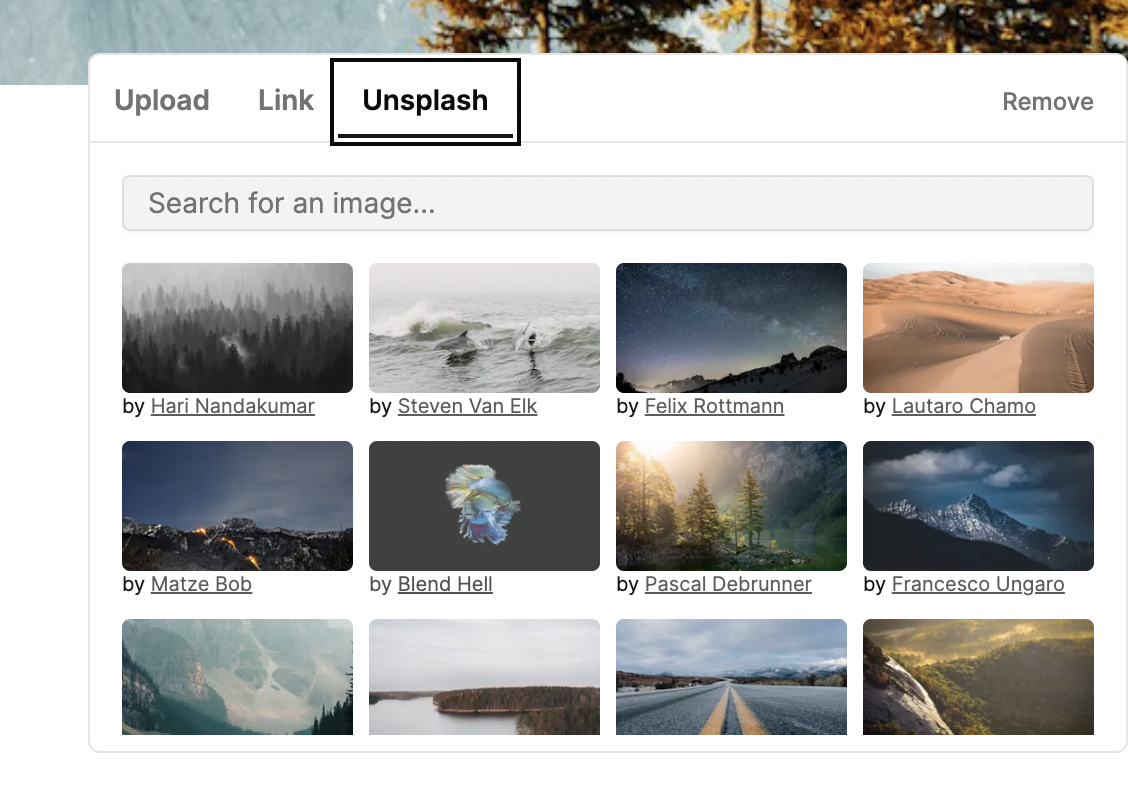 Upload Link Unsplash Remove
Search for an image...
by Hari Nandakumar by Steven Van Elk by Felix Rottmann by Lautaro Chamo
by Matze Bob by Blend Hell by Pascal Debrunner by Francesco Ungaro